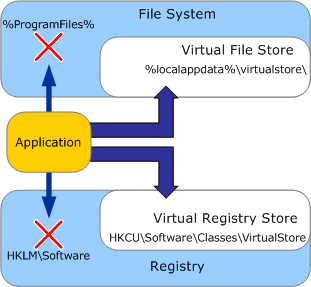 File System
%ProgramFiles%
Virtual File Store
%localappdata%\virtualstore\
Application
Virtual Registry Store
HKCU\Software\Classes\VirtualStore
HKLM\Software
Registry